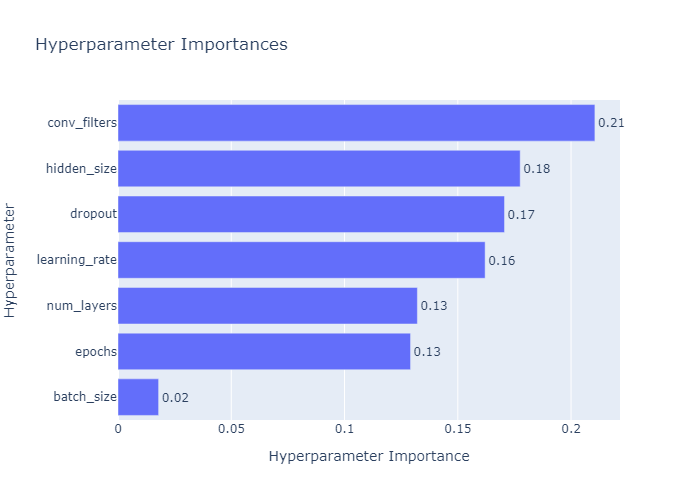 Hyperparameter Importances
Hyperparameter
conv_filters 0.21
hidden_size 0.18
dropout 0.17
learning_rate 0.16
num_layers 0.13
epochs 0.13
batch_size 0.02
0 0.05 0.1 0.15 0.2
Hyperparameter Importance